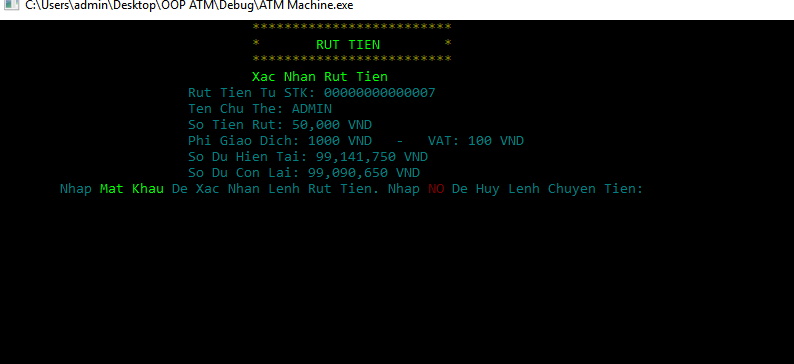 C:\Users\admin\Desktop\OOP ATM\Debug\ATM Machine.exe
*************************
* RUT TIEN *
*************************
Xac Nhan Rut Tien
Rut Tien Tu STK: 00000000000007
Ten Chu The: ADMIN
So Tien Rut: 50,000 VND
Phi Giao Dich: 1000 VND - VAT: 100 VND
So Du Hien Tai: 99,141,750 VND
So Du Con Lai: 99,090,650 VND
Nhap Mat Khau De Xac Nhan Lenh Rut Tien. Nhap NO De Huy Lenh Chuyen Tien: